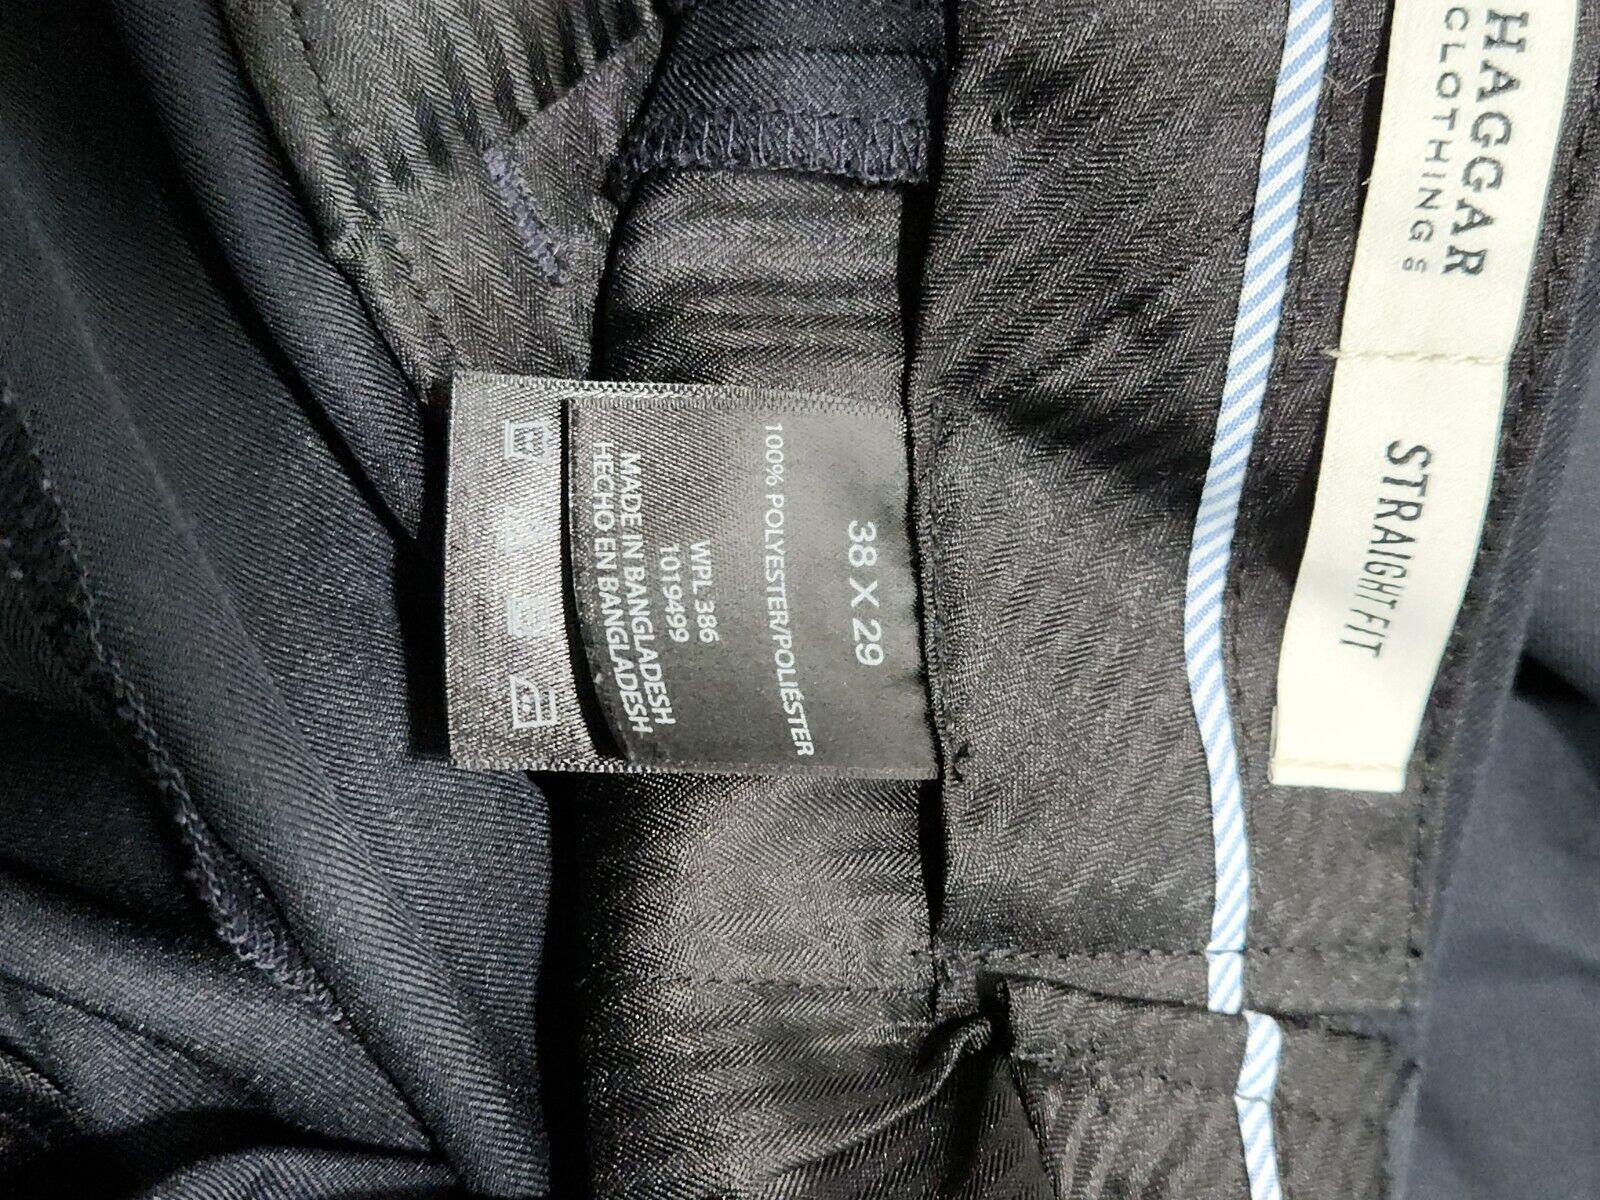 HAGGAR
CLOTHING
STRAIGHT FIT
38 X 29
100% POLYESTER/POLIÉSTER
WPL 386
1019499
MADE IN BANGLADESH
HECHO EN BANGLADESH